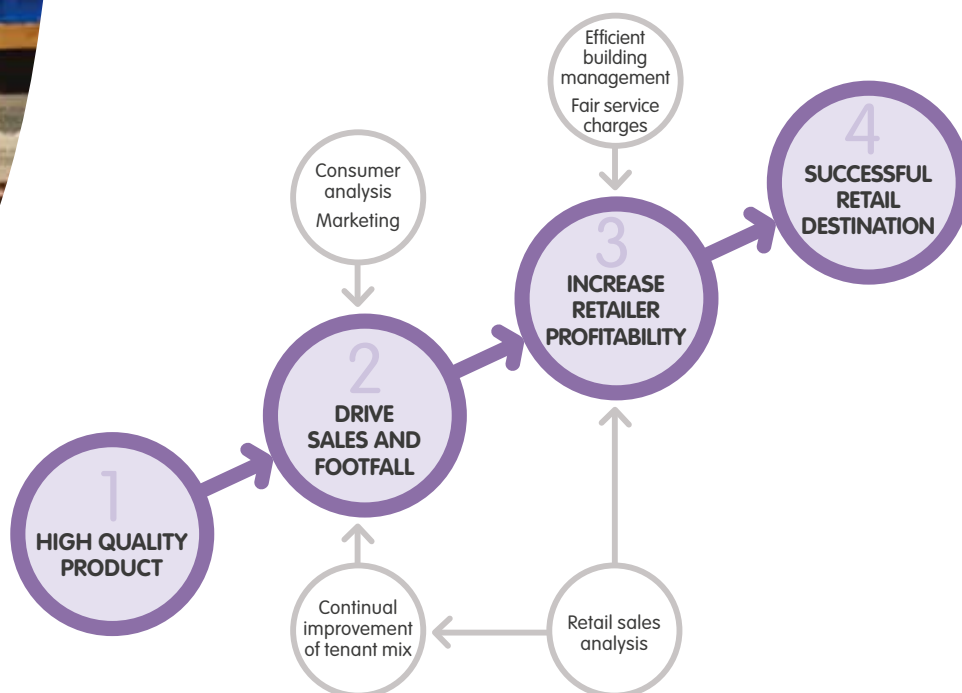 Efficient
building
management
Fair service
charges
4
SUCCESSFUL
RETAIL
DESTINATION
Consumer
analysis
Marketing
3
INCREASE
RETAILER
PROFITABILITY
2
DRIVE
SALES AND
FOOTFALL
1
HIGH QUALITY
PRODUCT
Continual
improvement
of tenant mix
Retail sales
analysis